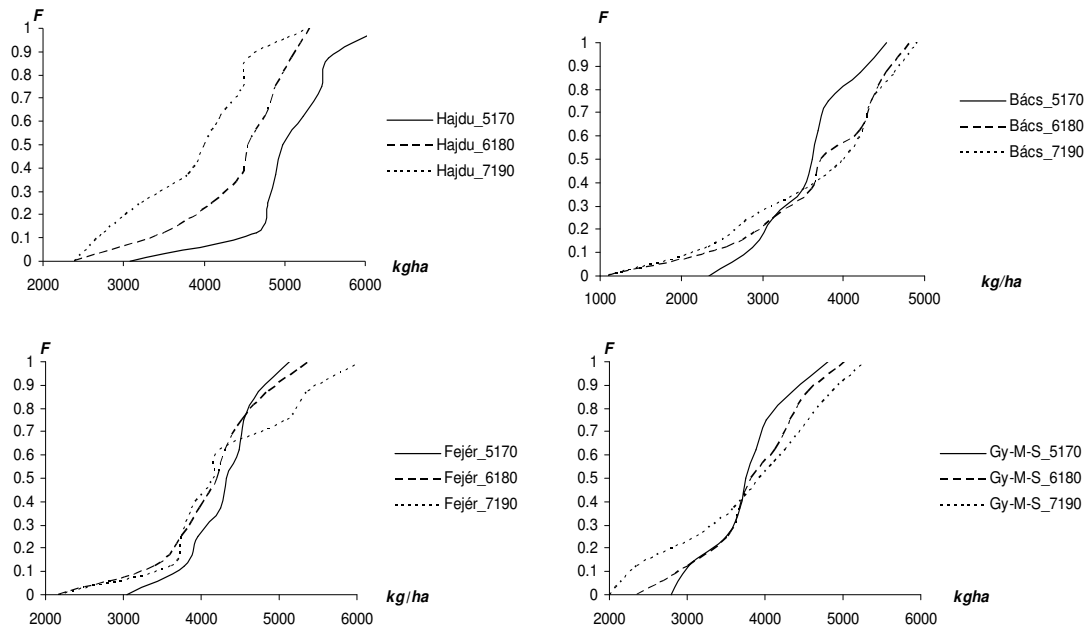 F
1
0.9
0.8
0.7
0.6
0.5
0.4
0.3
0.2
0.1
0
2000 3000 4000 5000 6000
kgha
Hajdu_5170
Hajdu_6180
Hajdu_7190
F
1
0.9
0.8
0.7
0.6
0.5
0.4
0.3
0.2
0.1
0
1000 2000 3000 4000 5000
kg/ha
Bács_5170
Bács_6180
Bács_7190
F
1
0.9
0.8
0.7
0.6
0.5
0.4
0.3
0.2
0.1
0
2000 3000 4000 5000 6000
kg/ha
Fejér_5170
Fejér_6180
Fejér_7190
F
1
0.9
0.8
0.7
0.6
0.5
0.4
0.3
0.2
0.1
0
2000 3000 4000 5000 6000
kgha
Gy-M-S_5170
Gy-M-S_6180
Gy-M-S_7190